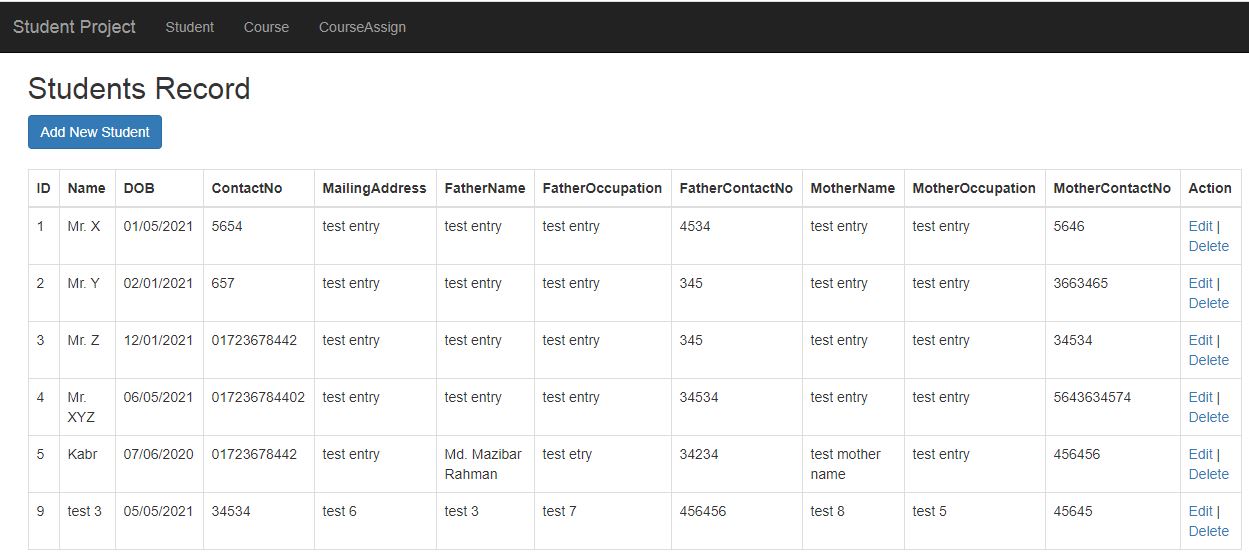 Student Project Student Course CourseAssign
Students Record
Add New Student
ID Name DOB ContactNo MailingAddress FatherName FatherOccupation FatherContactNo MotherName MotherOccupation MotherContactNo Action
1 Mr. X 01/05/2021 5654 test entry test entry test entry 4534 test entry test entry 5646 Edit |
Delete
2 Mr. Y 02/01/2021 657 test entry test entry test entry 345 test entry test entry 3663465 Edit |
Delete
3 Mr. Z 12/01/2021 01723678442 test entry test entry test entry 345 test entry test entry 34534 Edit |
Delete
4 Mr. 06/05/2021 017236784402 test entry test entry test entry 34534 test entry test entry 5643634574 Edit |
XYZ Delete
5 Kabr 07/06/2020 01723678442 test entry Md. Mazibar test etry 34234 test mother test entry 456456 Edit |
Rahman name Delete
9 test 3 05/05/2021 34534 test 6 test 3 test 7 456456 test 8 test 5 45645 Edit |
Delete